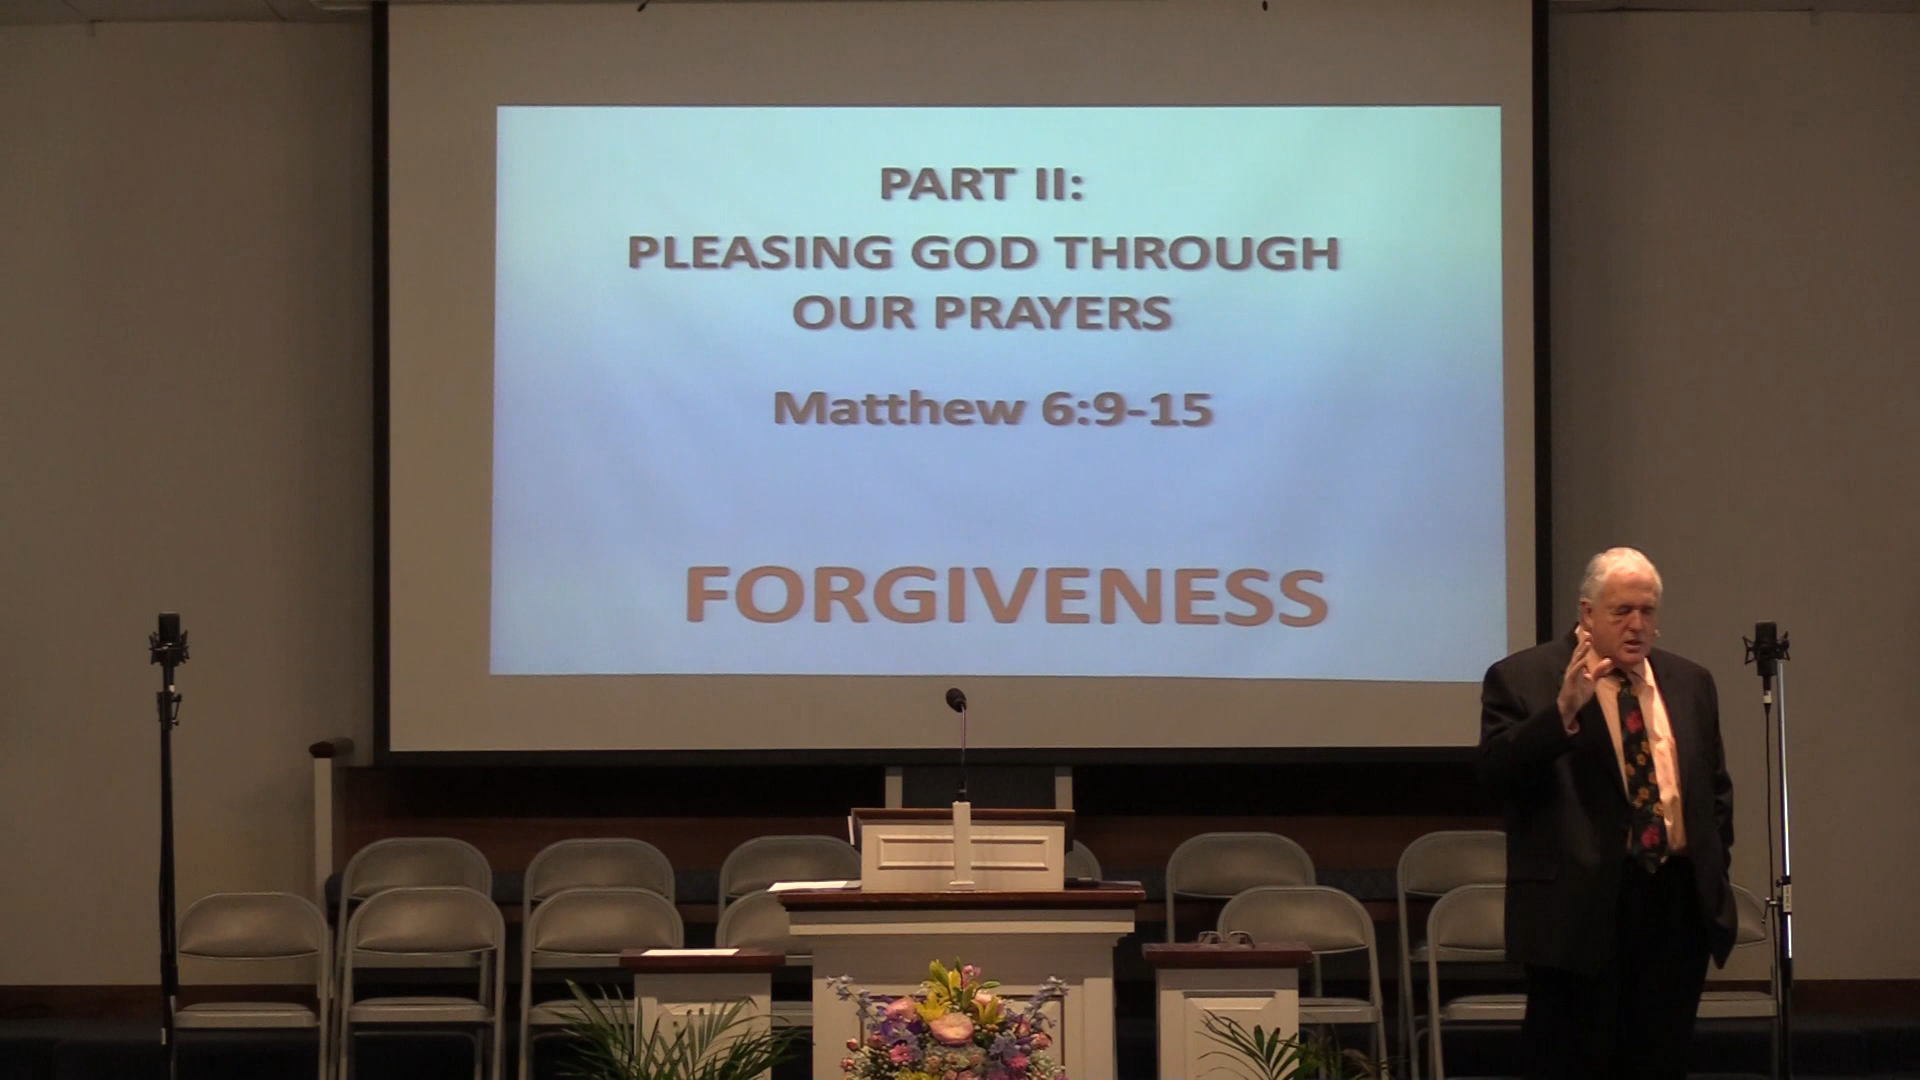 PART II:
PLEASING GOD THROUGH
OUR PRAYERS
Matthew 6:9-15
FORGIVENESS